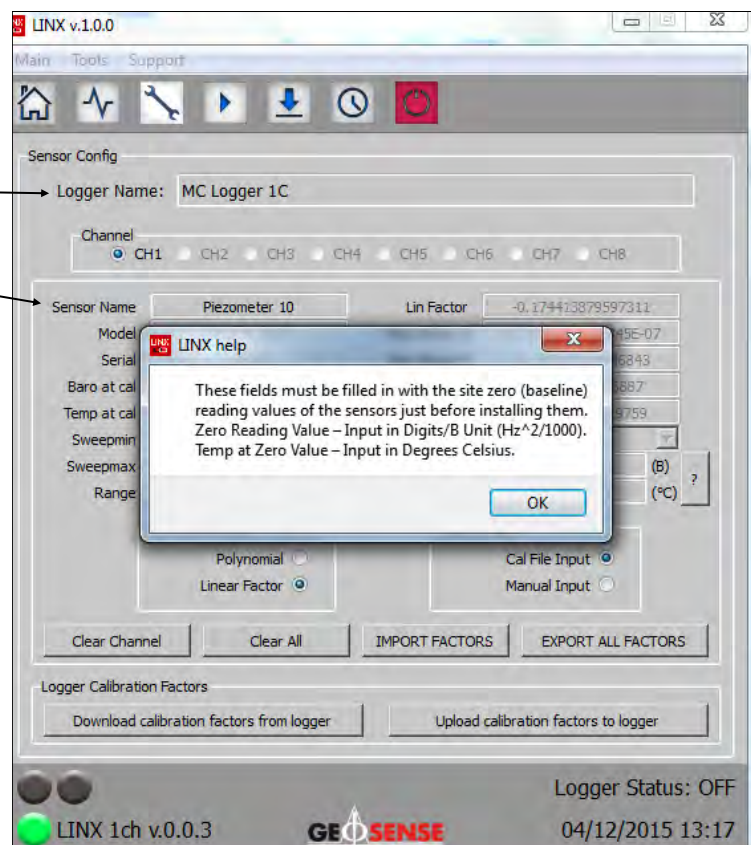 LINX v.1.0.0
Main Tools Support
Sensor Config
Logger Name: MC Logger 1C
Channel
CH1 CH2 CH3 CH4 CH5 CH6 CH7 CH8
Sensor Name Piezometer 10 Lin Factor -0.174413879597311
Model 45E-07
Serial 6843
Baro at cal 6887
Temp at cal 9759
Sweepmin
Sweepmax (B)
Range (°C) ?
LINX help
These fields must be filled in with the site zero (baseline)
reading values of the sensors just before installing them.
Zero Reading Value – Input in Digits/B Unit (Hz^2/1000).
Temp at Zero Value – Input in Degrees Celsius.
OK
Polynomial Cal File Input
Linear Factor Manual Input
Clear Channel Clear All IMPORT FACTORS EXPORT ALL FACTORS
Logger Calibration Factors
Download calibration factors from logger Upload calibration factors to logger
Logger Status: OFF
LINX 1ch v.0.0.3 GEOSENSE 04/12/2015 13:17